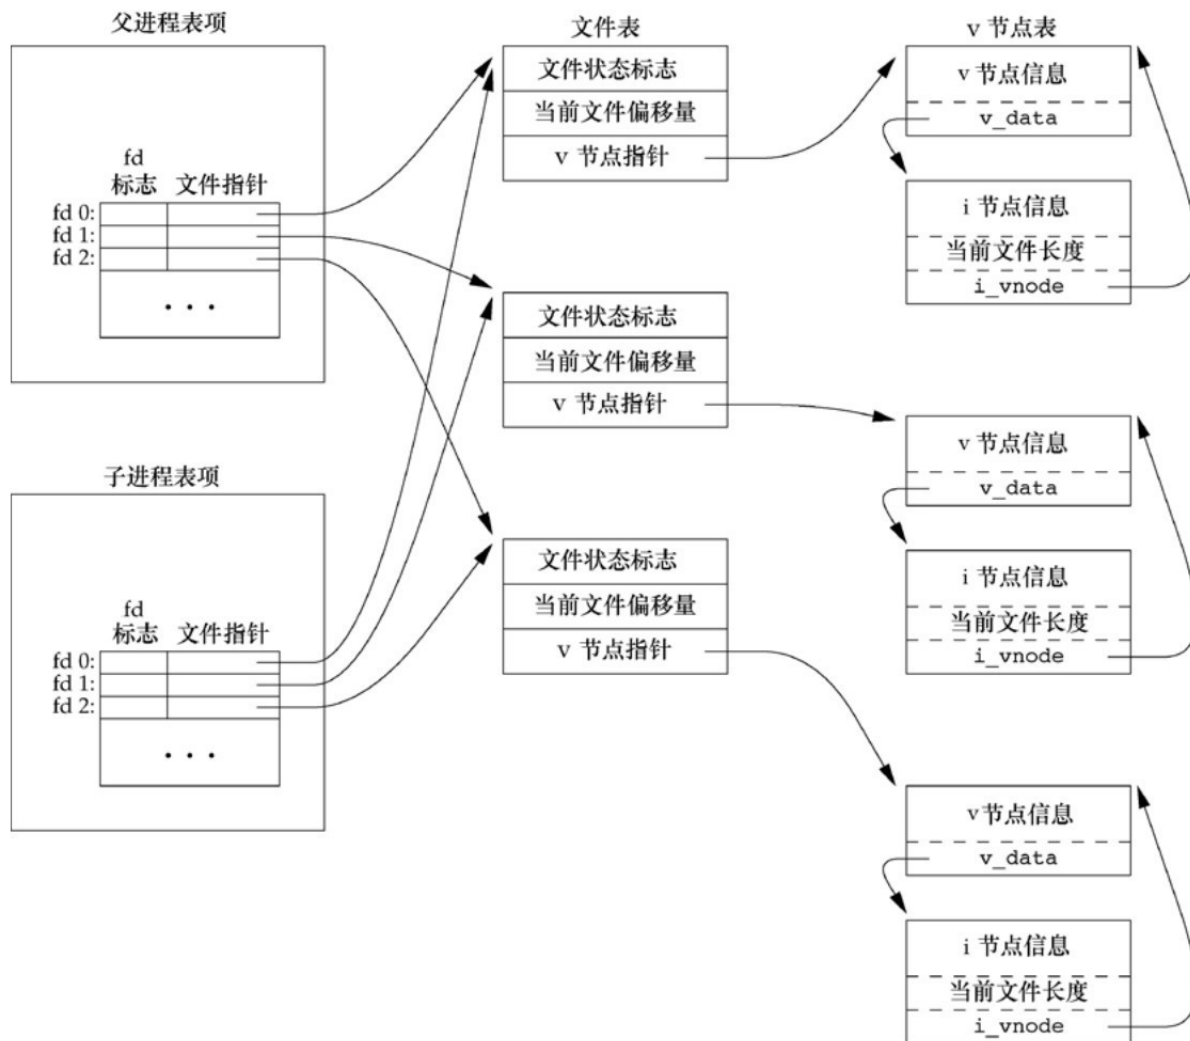 父进程表项
fd
标志 文件指针
fd 0:
fd 1:
fd 2:
• • •
子进程表项
fd
标志 文件指针
fd 0:
fd 1:
fd 2:
• • •
文件表
文件状态标志
当前文件偏移量
v 节点指针
文件状态标志
当前文件偏移量
v 节点指针
文件状态标志
当前文件偏移量
v 节点指针
v 节点表
v 节点信息
v_data
i 节点信息
当前文件长度
i_vnode
v 节点信息
v_data
i 节点信息
当前文件长度
i_vnode
v 节点信息
v_data
i 节点信息
当前文件长度
i_vnode